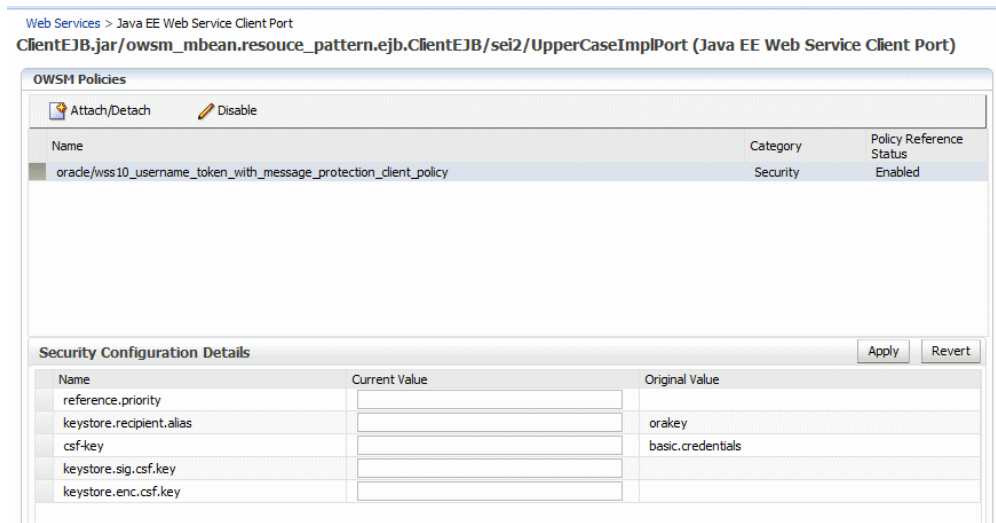 Web Services > Java EE Web Service Client Port
ClientEJB.jar/owsm_mbean.resouce_pattern.ejb.ClientEJB/sei2/UpperCaseImplPort (Java EE Web Service Client Port)
OWSM Policies
Attach/Detach Disable
Name Category Policy Reference Status
oracle/wss10_username_token_with_message_protection_client_policy Security Enabled
Security Configuration Details Apply Revert
Name Current Value Original Value
reference.priority
keystore.recipient.alias orakey
csf-key basic.credentials
keystore.sig.csf.key
keystore.enc.csf.key